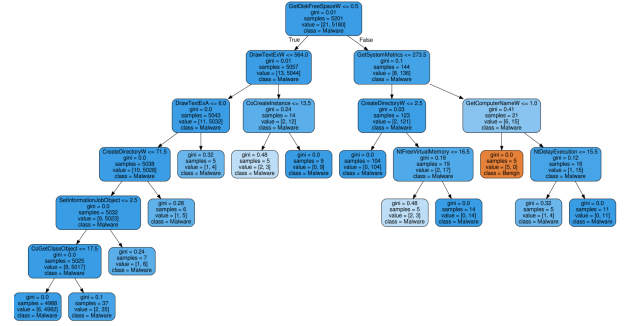 GetDiskFreeSpaceW <= 0.5
gini = 0.01
samples = 5201
value = [21, 5180]
class = Malware
True
False
DrawTextExW <= 564.0
gini = 0.01
samples = 5057
value = [13, 5044]
class = Malware
GetSystemMetrics <= 273.5
gini = 0.1
samples = 144
value = [8, 136]
class = Malware
DrawTextExA <= 6.0
gini = 0.0
samples = 5043
value = [11, 5032]
class = Malware
CoCreateInstance <= 13.5
gini = 0.24
samples = 14
value = [2, 12]
class = Malware
CreateDirectoryW <= 2.5
gini = 0.03
samples = 123
value = [2, 121]
class = Malware
GetComputerNameW <= 1.0
gini = 0.41
samples = 21
value = [6, 15]
class = Malware
CreateDirectoryW <= 71.5
gini = 0.0
samples = 5038
value = [10, 5028]
class = Malware
gini = 0.32
samples = 5
value = [1, 4]
class = Malware
gini = 0.48
samples = 5
value = [2, 3]
class = Malware
gini = 0.0
samples = 9
value = [0, 9]
class = Malware
gini = 0.0
samples = 104
value = [0, 104]
class = Malware
NtFreeVirtualMemory <= 16.5
gini = 0.19
samples = 19
value = [2, 17]
class = Malware
gini = 0.0
samples = 5
value = [5, 0]
class = Benign
NtDelayExecution <= 15.5
gini = 0.12
samples = 16
value = [1, 15]
class = Malware
SetInformationJobObject <= 2.5
gini = 0.0
samples = 5032
value = [9, 5023]
class = Malware
gini = 0.28
samples = 6
value = [1, 5]
class = Malware
gini = 0.48
samples = 5
value = [2, 3]
class = Malware
gini = 0.0
samples = 14
value = [0, 14]
class = Malware
gini = 0.32
samples = 5
value = [1, 4]
class = Malware
gini = 0.0
samples = 11
value = [0, 11]
class = Malware
CoGetClassObject <= 17.5
gini = 0.0
samples = 5025
value = [8, 5017]
class = Malware
gini = 0.24
samples = 7
value = [1, 6]
class = Malware
gini = 0.0
samples = 4988
value = [6, 4982]
class = Malware
gini = 0.1
samples = 37
value = [2, 35]
class = Malware